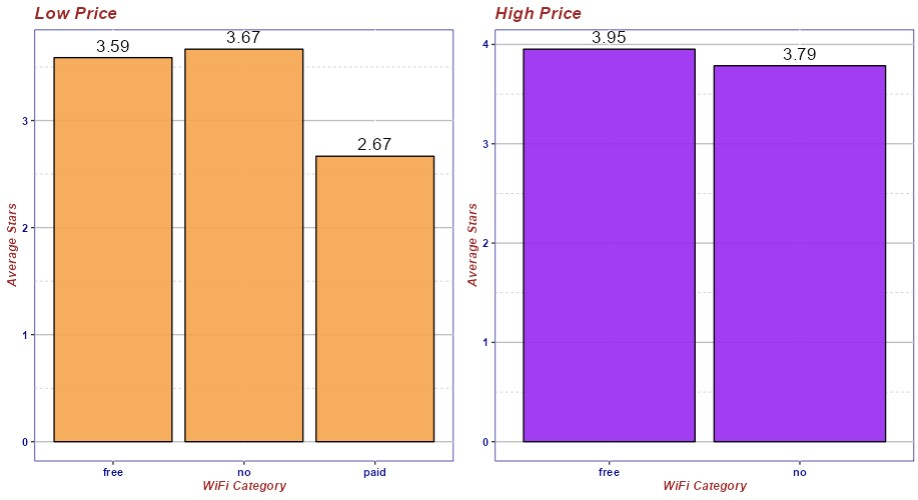 Low Price
3.59
3.67
2.67
3
2
1
0
Average Stars
free
no
paid
WiFi Category
High Price
3.95
3.79
4
3
2
1
0
Average Stars
free
no
WiFi Category